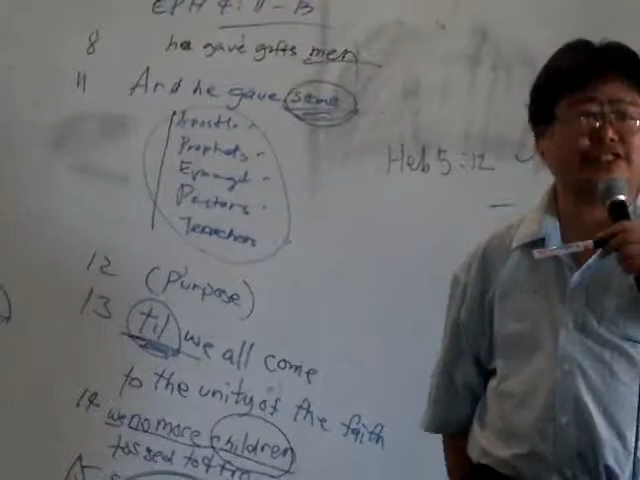 EPH 4: 11-13
8 he gave gifts men
11 And he gave some
Apostles
Prophets
Evangel
Pastors
Teachers
Heb 5:12
12 (Purpose)
13 til we all come
to the unity of the faith
14 we no more children
tossed to &